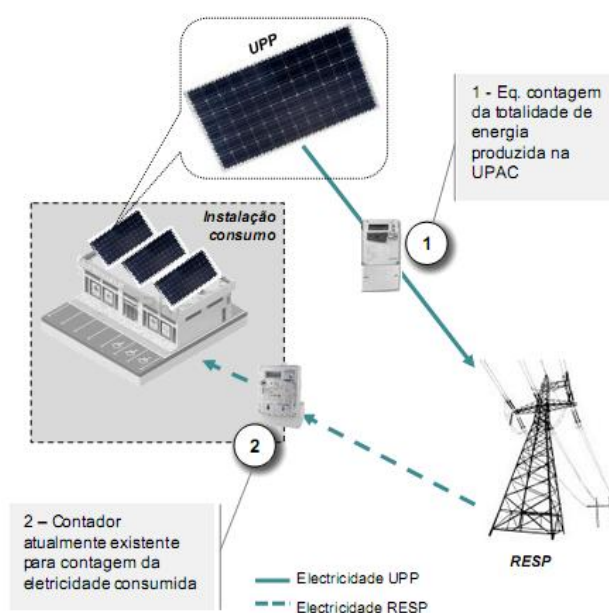 UPP
1 - Eq. contagem
da totalidade de
energia
produzida na
UPAC
Instalação
consumo
1
2
2 – Contador
atualmente existente
para contagem da
eletricidade consumida
RESP
Electricidade UPP
Electricidade RESP